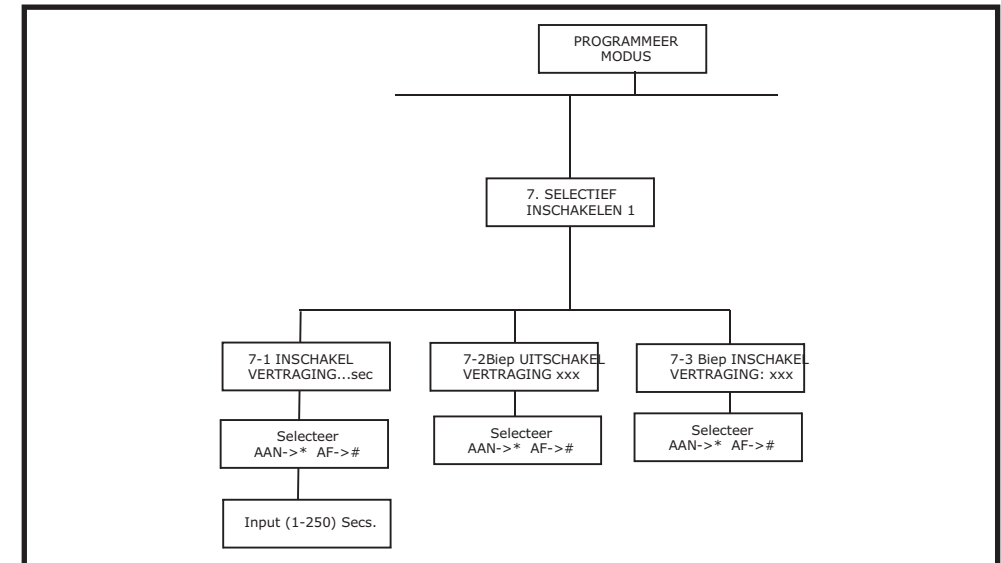 PROGRAMMEER
MODUS
7. SELECTIEF
INSCHAKELEN 1
7-1 INSCHAKEL
VERTRAGING...sec
7-2Biep UITSCHAKEL
VERTRAGING xxx
7-3 Biep INSCHAKEL
VERTRAGING: xxx
Selecteer
AAN->* AF->#
Selecteer
AAN->* AF->#
Selecteer
AAN->* AF->#
Input (1-250) Secs.